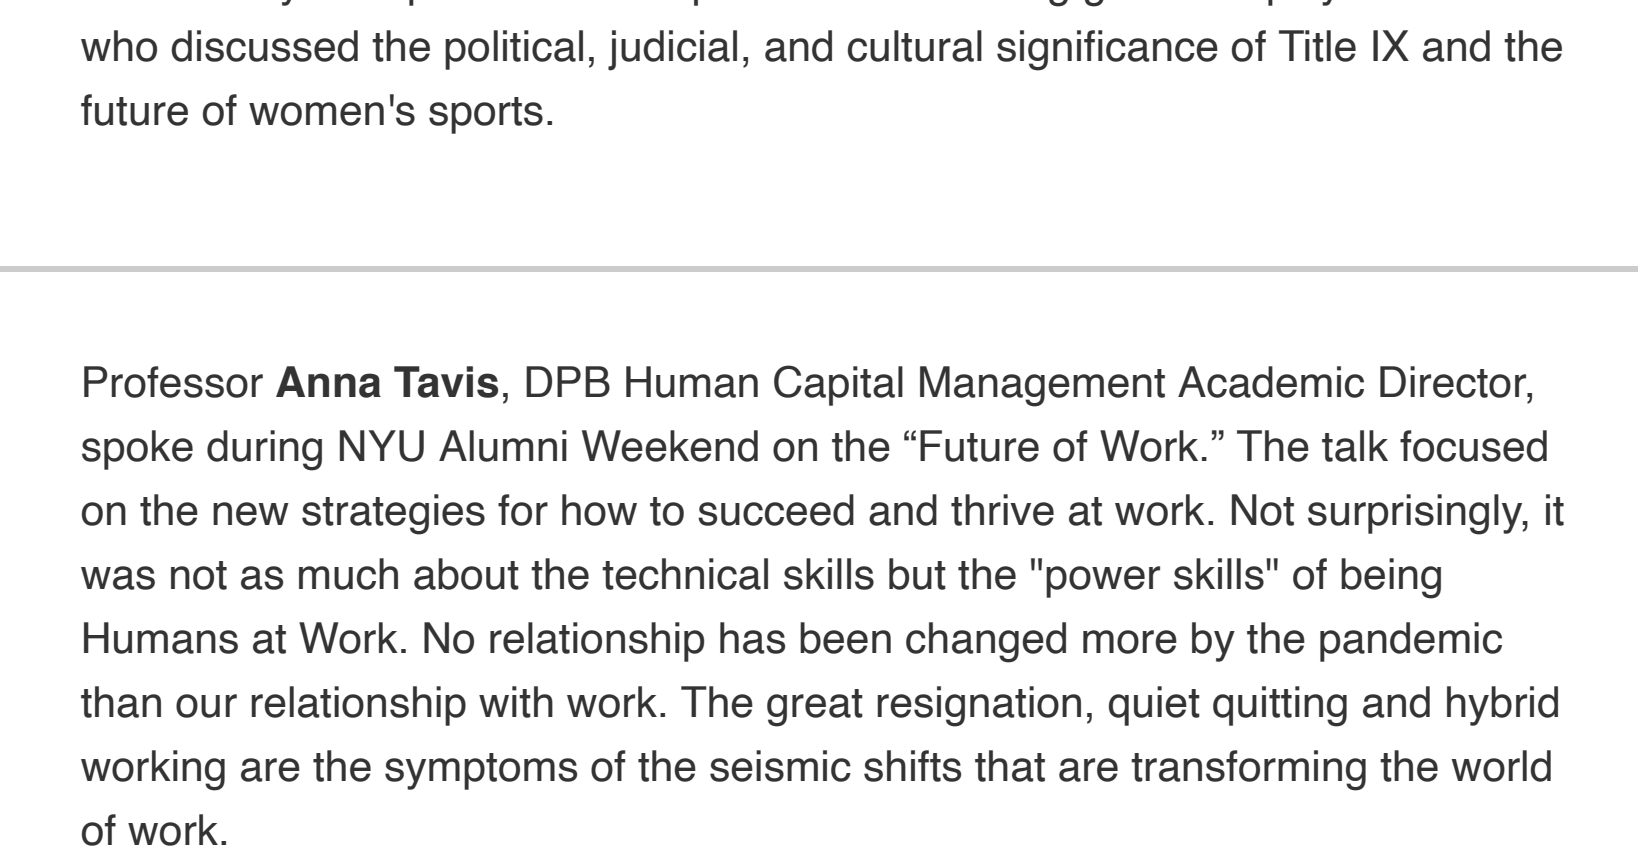 who discussed the political, judicial, and cultural significance of Title IX and the
future of women's sports.
Professor Anna Tavis, DPB Human Capital Management Academic Director,
spoke during NYU Alumni Weekend on the “Future of Work.” The talk focused
on the new strategies for how to succeed and thrive at work. Not surprisingly, it
was not as much about the technical skills but the "power skills" of being
Humans at Work. No relationship has been changed more by the pandemic
than our relationship with work. The great resignation, quiet quitting and hybrid
working are the symptoms of the seismic shifts that are transforming the world
of work.